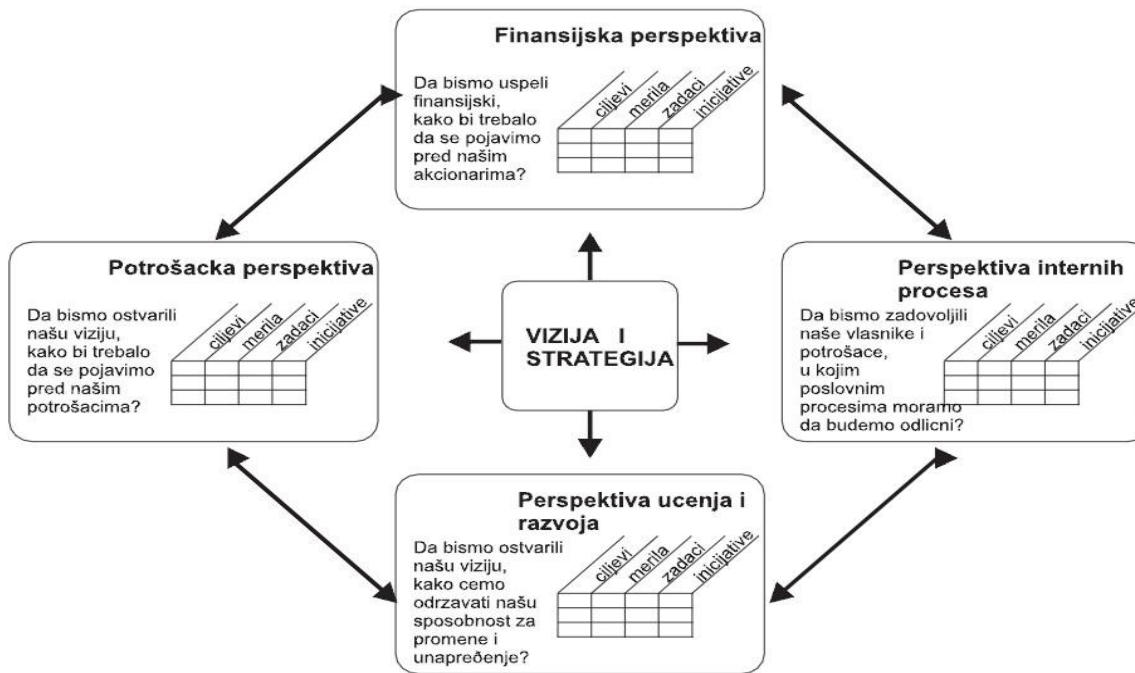 Finansijska perspektiva
Da bismo uspeli
finansijski,
kako bi trebalo
da se pojavimo
pred našim
akcionarima?
ciljevi
merila
zadaci
inicijative
Potrošacka perspektiva
Da bismo ostvarili
našu viziju,
kako bi trebalo
da se pojavimo
pred našim
potrošacima?
ciljevi
merila
zadaci
inicijative
VIZIJA I
STRATEGIJA
Perspektiva internih
procesa
Da bismo zadovoljili
naše vlasnike i
potrošace,
u kojim
poslovnim
procesima moramo
da budemo odlicni?
ciljevi
merila
zadaci
inicijative
Perspektiva ucenja i
razvoja
Da bismo ostvarili
našu viziju,
kako cemo
odrzavati našu
sposobnost za
promene i
unapređenje?
ciljevi
merila
zadaci
inicijative